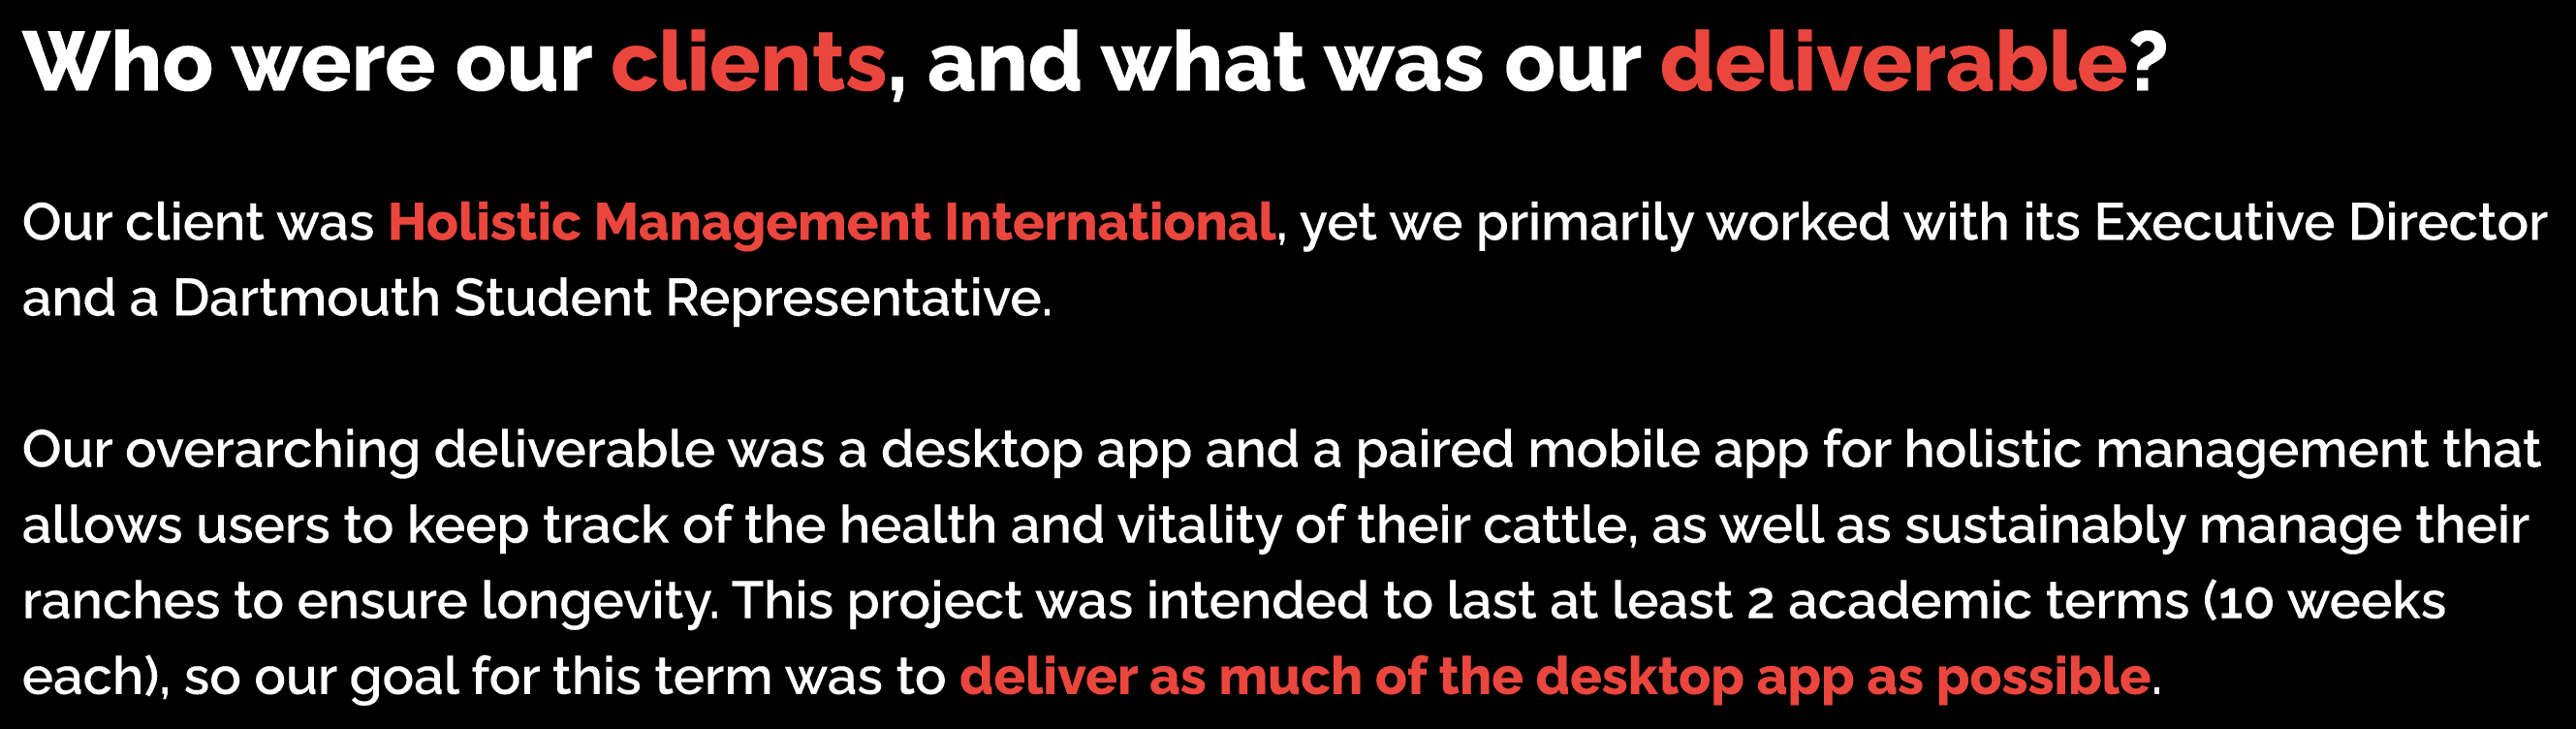 Who were our clients, and what was our deliverable?
Our client was Holistic Management International, yet we primarily worked with its Executive Director
and a Dartmouth Student Representative.
Our overarching deliverable was a desktop app and a paired mobile app for holistic management that
allows users to keep track of the health and vitality of their cattle, as well as sustainably manage their
ranches to ensure longevity. This project was intended to last at least 2 academic terms (10 weeks
each), so our goal for this term was to deliver as much of the desktop app as possible.